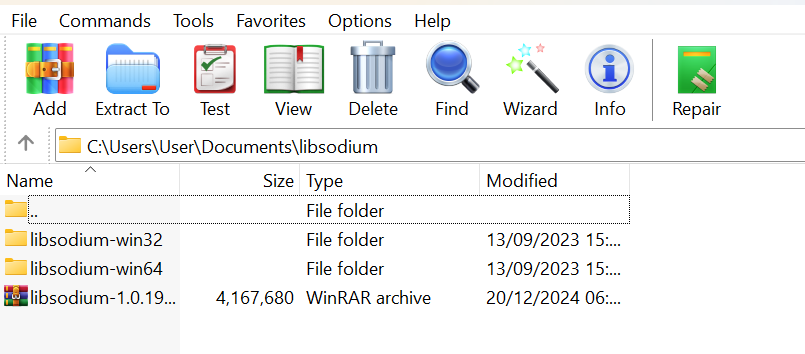 File Commands Tools Favorites Options Help
Add Extract To Test View Delete Find Wizard Info Repair
C:\Users\User\Documents\libsodium
Name Size Type Modified
.. File folder
libsodium-win32 File folder 13/09/2023 15:...
libsodium-win64 File folder 13/09/2023 15:...
libsodium-1.0.19... 4,167,680 WinRAR archive 20/12/2024 06:...